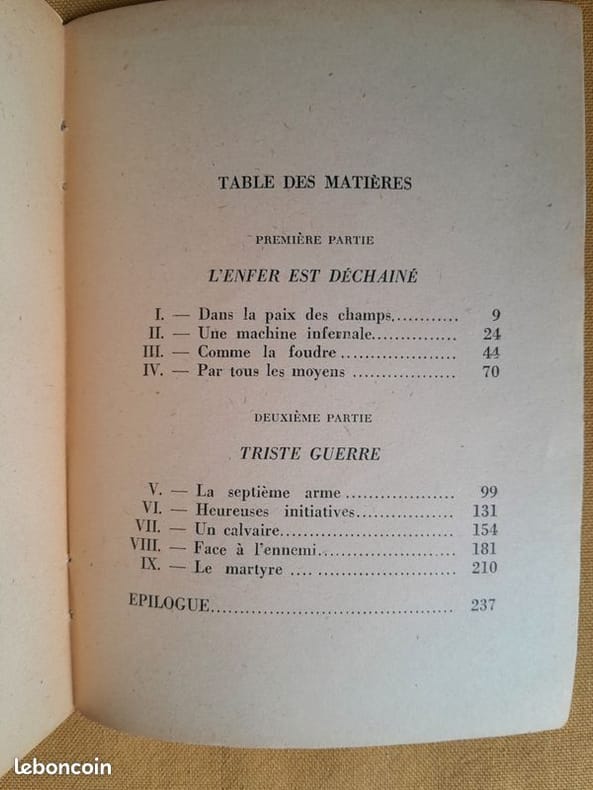 TABLE DES MATIÈRES
PREMIÈRE PARTIE
L'ENFER EST DÉCHAINÉ
I. — Dans la paix des champs........... 9
II. — Une machine infernale.............. 24
III. — Comme la foudre .................. 44
IV. — Par tous les moyens ................ 70
DEUXIÈME PARTIE
TRISTE GUERRE
V. — La septième arme ................. 99
VI. — Heureuses initiatives............... 131
VII. — Un calvaire........................... 154
VIII. — Face à l'ennemi..................... 181
IX. — Le martyre .... ..................... 210
EPILOGUE..................................... 237
leboncoin